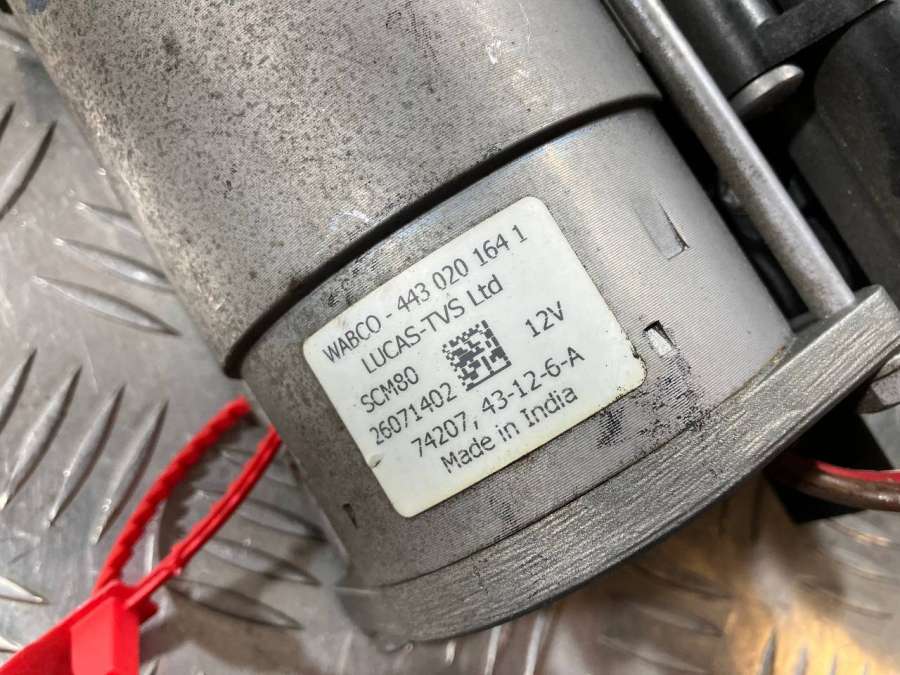 WABCO - 443 020 164 1
LUCAS-TVS Ltd
SCM80
12V
26071402
74207, 43-12-6-A
Made in India